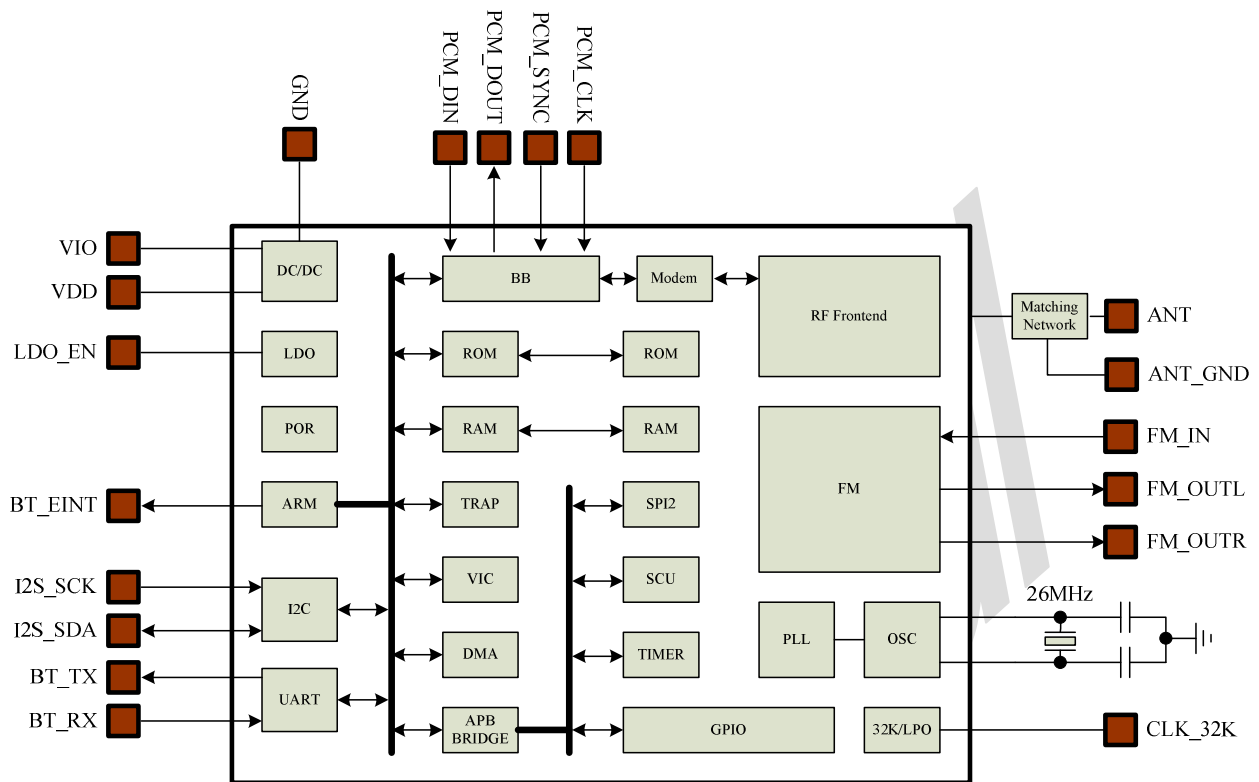 GND
PCM_DIN
PCM_DOUT
PCM_SYNC
PCM_CLK
VIO
VDD
LDO_EN
BT_EINT
I2S_SCK
I2S_SDA
BT_TX
BT_RX
DC/DC
LDO
POR
ARM
I2C
UART
BB
Modem
RF Frontend
ROM
ROM
RAM
RAM
TRAP
SPI2
VIC
SCU
DMA
TIMER
APB
BRIDGE
GPIO
FM
PLL
OSC
32K/LPO
Matching
Network
ANT
ANT_GND
FM_IN
FM_OUTL
FM_OUTR
26MHz
CLK_32K